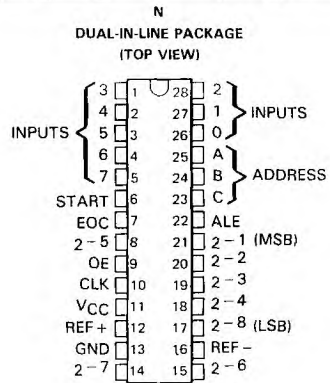 N
DUAL-IN-LINE PACKAGE
(TOP VIEW)
3 1 28 2
4 2 27 1
INPUTS 5 3 26 0 INPUTS
6 4 25 A
7 5 24 B ADDRESS
START 6 23 C
EOC 7 22 ALE
2-5 8 21 2-1 (MSB)
OE 9 20 2-2
CLK 10 19 2-3
VCC 11 18 2-4
REF+ 12 17 2-8 (LSB)
GND 13 16 REF-
2-7 14 15 2-6